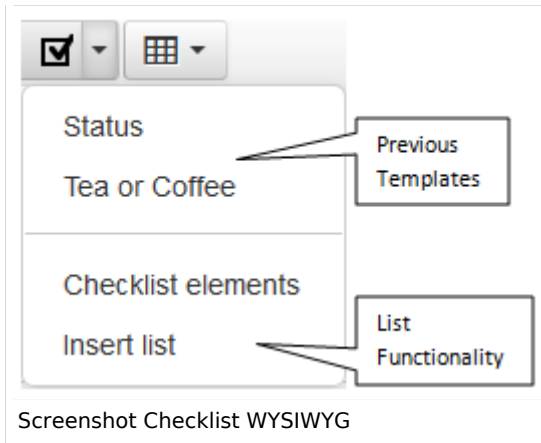 Status
Tea or Coffee
Previous
Templates
Checklist elements
Insert list
List
Functionality
Screenshot Checklist WYSIWYG